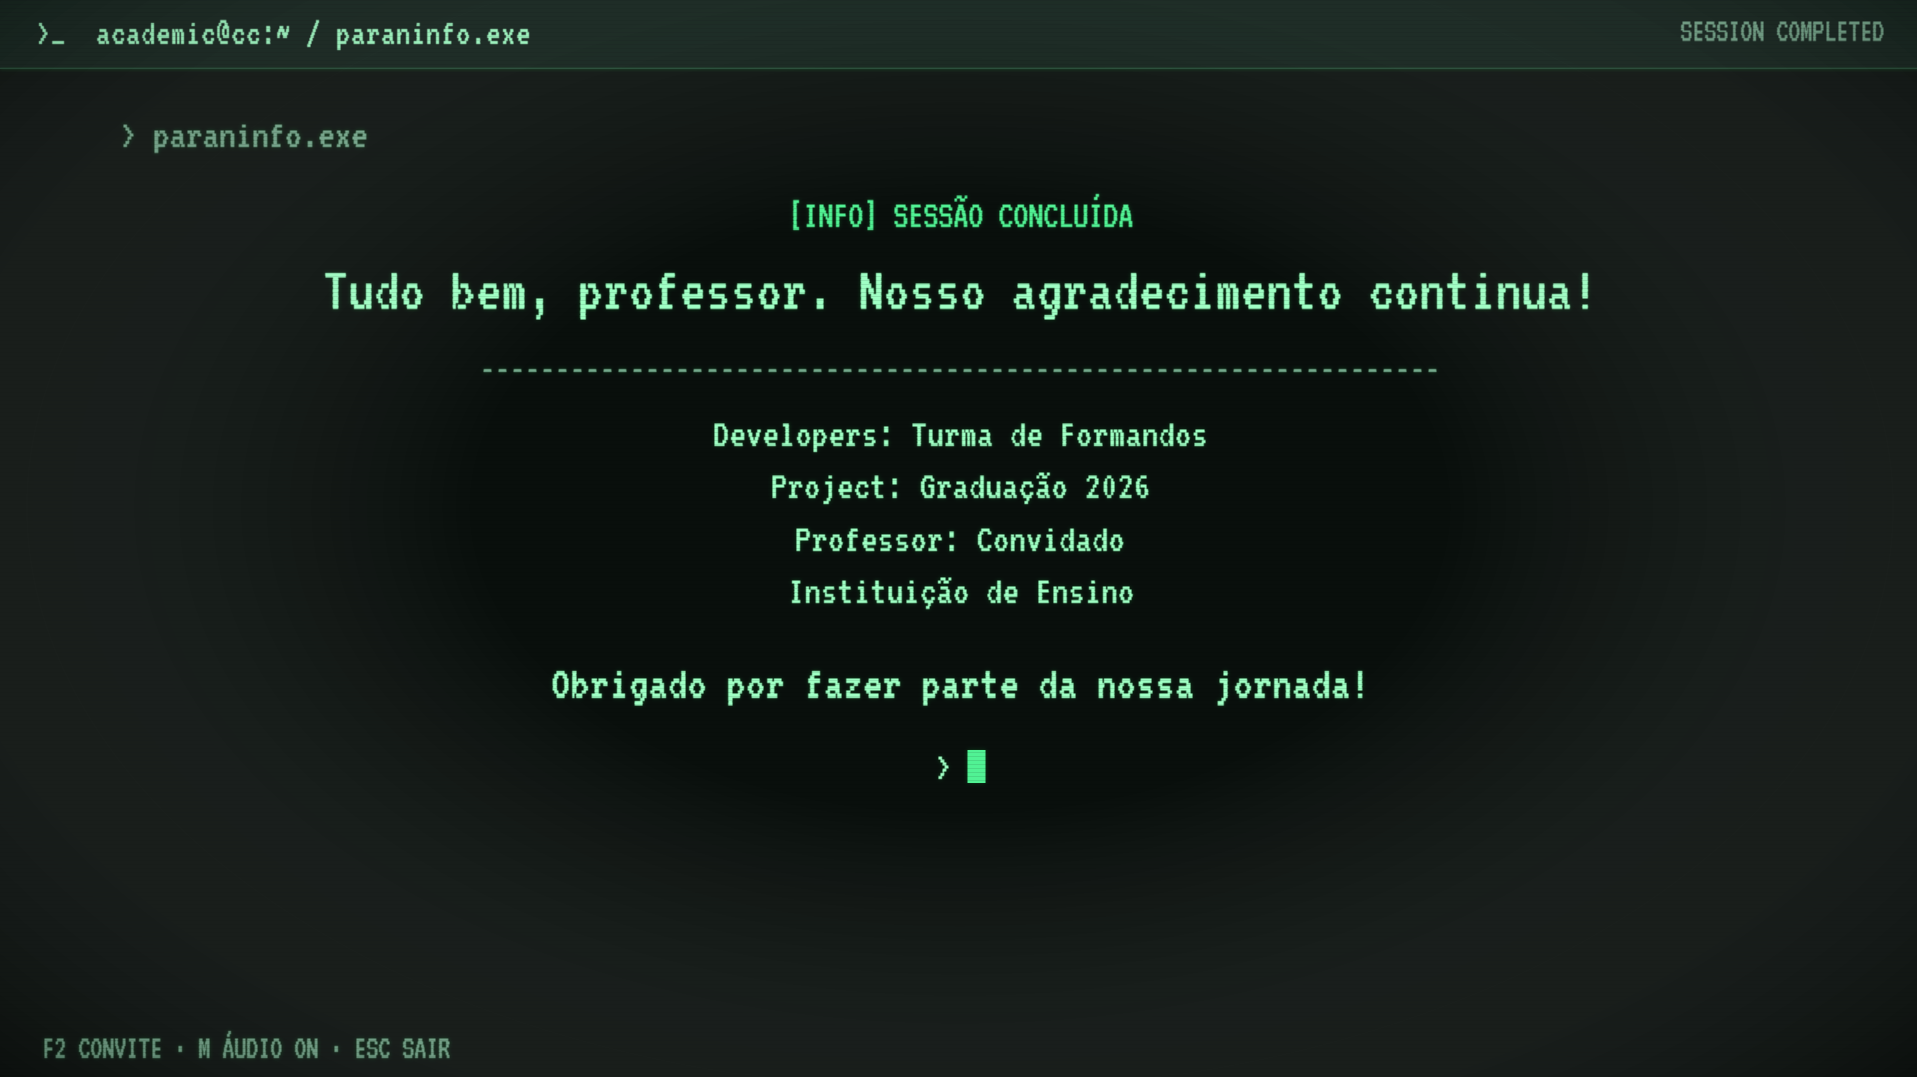 ❯_ academic@cc:~ / paraninfo.exe
SESSION COMPLETED
❯ paraninfo.exe
[INFO] SESSÃO CONCLUÍDA
Tudo bem, professor. Nosso agradecimento continua!
----------------------------------------------------------------
Developers: Turma de Formandos
Project: Graduação 2026
Professor: Convidado
Instituição de Ensino
Obrigado por fazer parte da nossa jornada!
❯
F2 CONVITE · M ÁUDIO ON · ESC SAIR